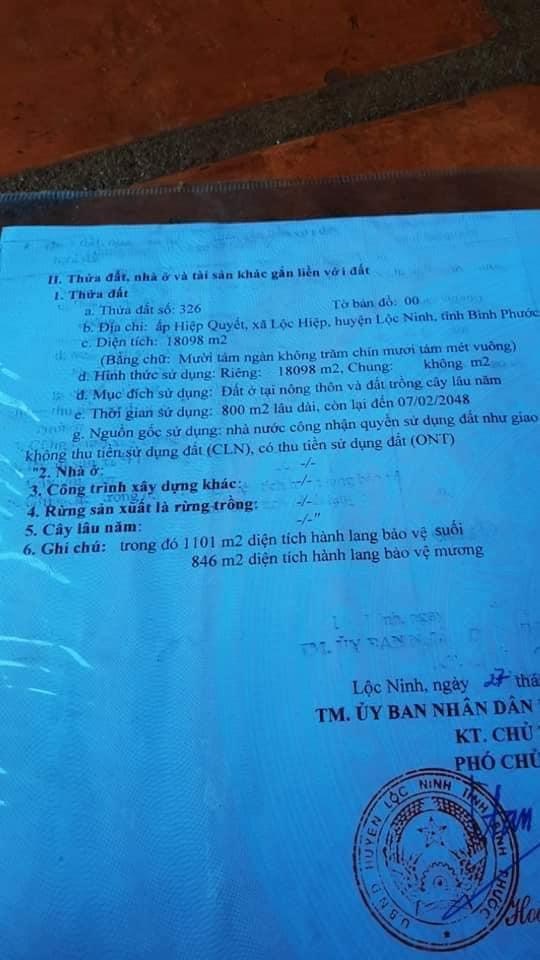 II. Thửa đất, nhà ở và tài sản khác gắn liền với đất
1. Thửa đất
a. Thửa đất số: 326 Tờ bản đồ: 00
b. Địa chỉ: ấp Hiệp Quyết, xã Lộc Hiệp, huyện Lộc Ninh, tỉnh Bình Phước
c. Diện tích: 18098 m2
(Bằng chữ: Mười tám ngàn không trăm chín mươi tám mét vuông)
d. Hình thức sử dụng: Riêng: 18098 m2, Chung: không m2
đ. Mục đích sử dụng: Đất ở tại nông thôn và đất trồng cây lâu năm
e. Thời gian sử dụng: 800 m2 lâu dài, còn lại đến 07/02/2048
g. Nguồn gốc sử dụng: nhà nước công nhận quyền sử dụng đất như giao
không thu tiền sử dụng đất (CLN), có thu tiền sử dụng đất (ONT)
"2. Nhà ở: -/-
3. Công trình xây dựng khác: -/-
4. Rừng sản xuất là rừng trồng: -/-
5. Cây lâu năm: -/-"
6. Ghi chú: trong đó 1101 m2 diện tích hành lang bảo vệ suối
846 m2 diện tích hành lang bảo vệ mương
Lộc Ninh, ngày 27 thá
TM. ỦY BAN NHÂN DÂN
KT. CHỦ
PHÓ CHỦ
UBND HUYỆN LỘC NINH TỈNH BÌNH PHƯỚC